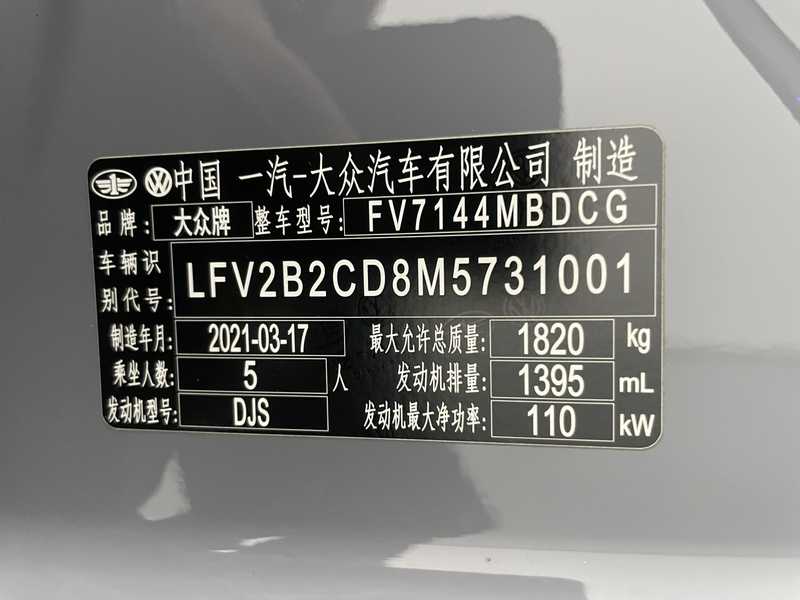 中国 一汽-大众汽车有限公司 制造
品牌: 大众牌 整车型号: FV7144MBDCG
车辆识别代号: LFV2B2CD8M5731001
制造年月: 2021-03-17 最大允许总质量: 1820 kg
乘坐人数: 5 人 发动机排量: 1395 mL
发动机型号: DJS 发动机最大净功率: 110 kW